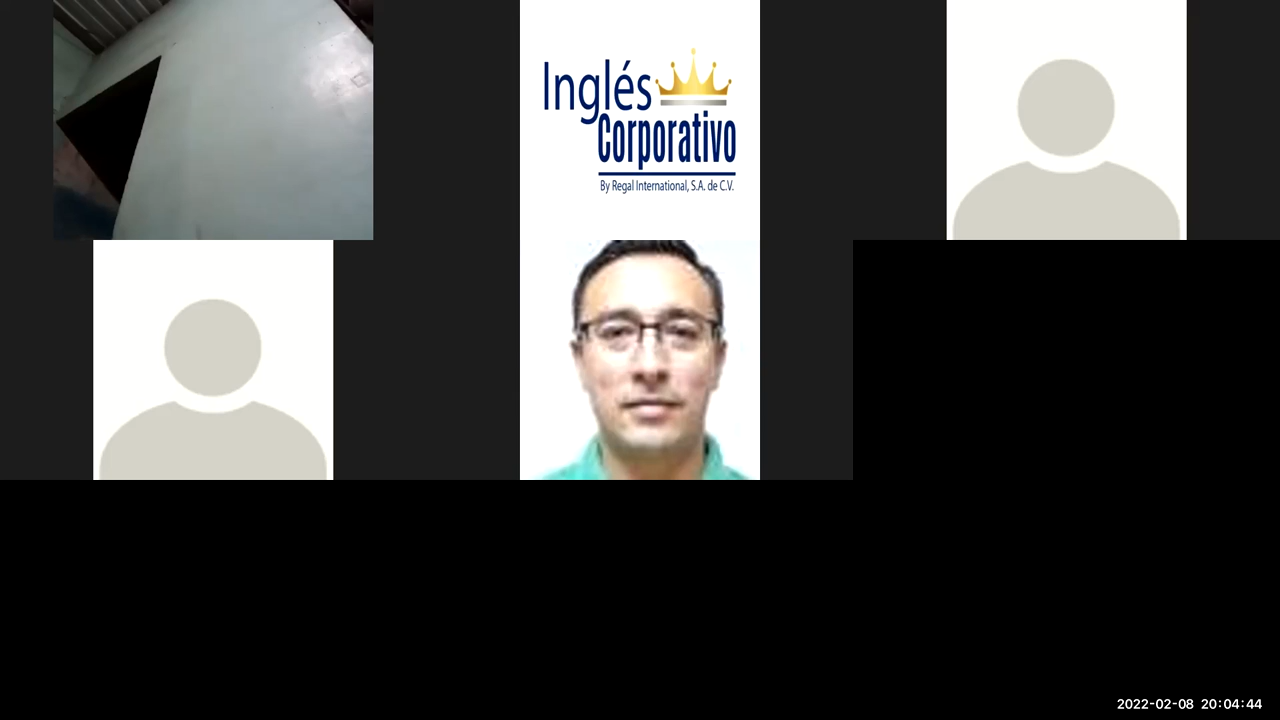 Inglés
Corporativo
By Regal International, S.A. de C.V.
2022-02-08 20:04:44